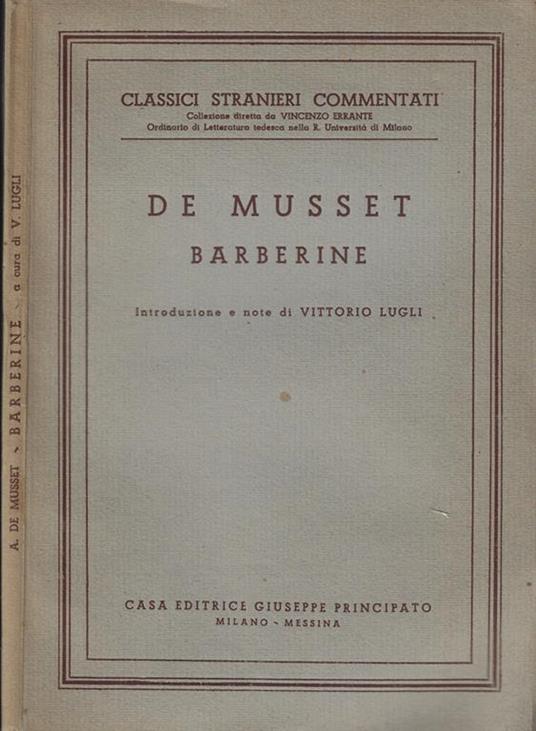 A. DE MUSSET ~ BARBERINE ~ a cura di V. LUGLI
CLASSICI STRANIERI COMMENTATI
Collezione diretta da VINCENZO ERRANTE
Ordinario di Letteratura tedesca nella R. Università di Milano
DE MUSSET
BARBERINE
Introduzione e note di VITTORIO LUGLI
CASA EDITRICE GIUSEPPE PRINCIPATO
MILANO ~ MESSINA